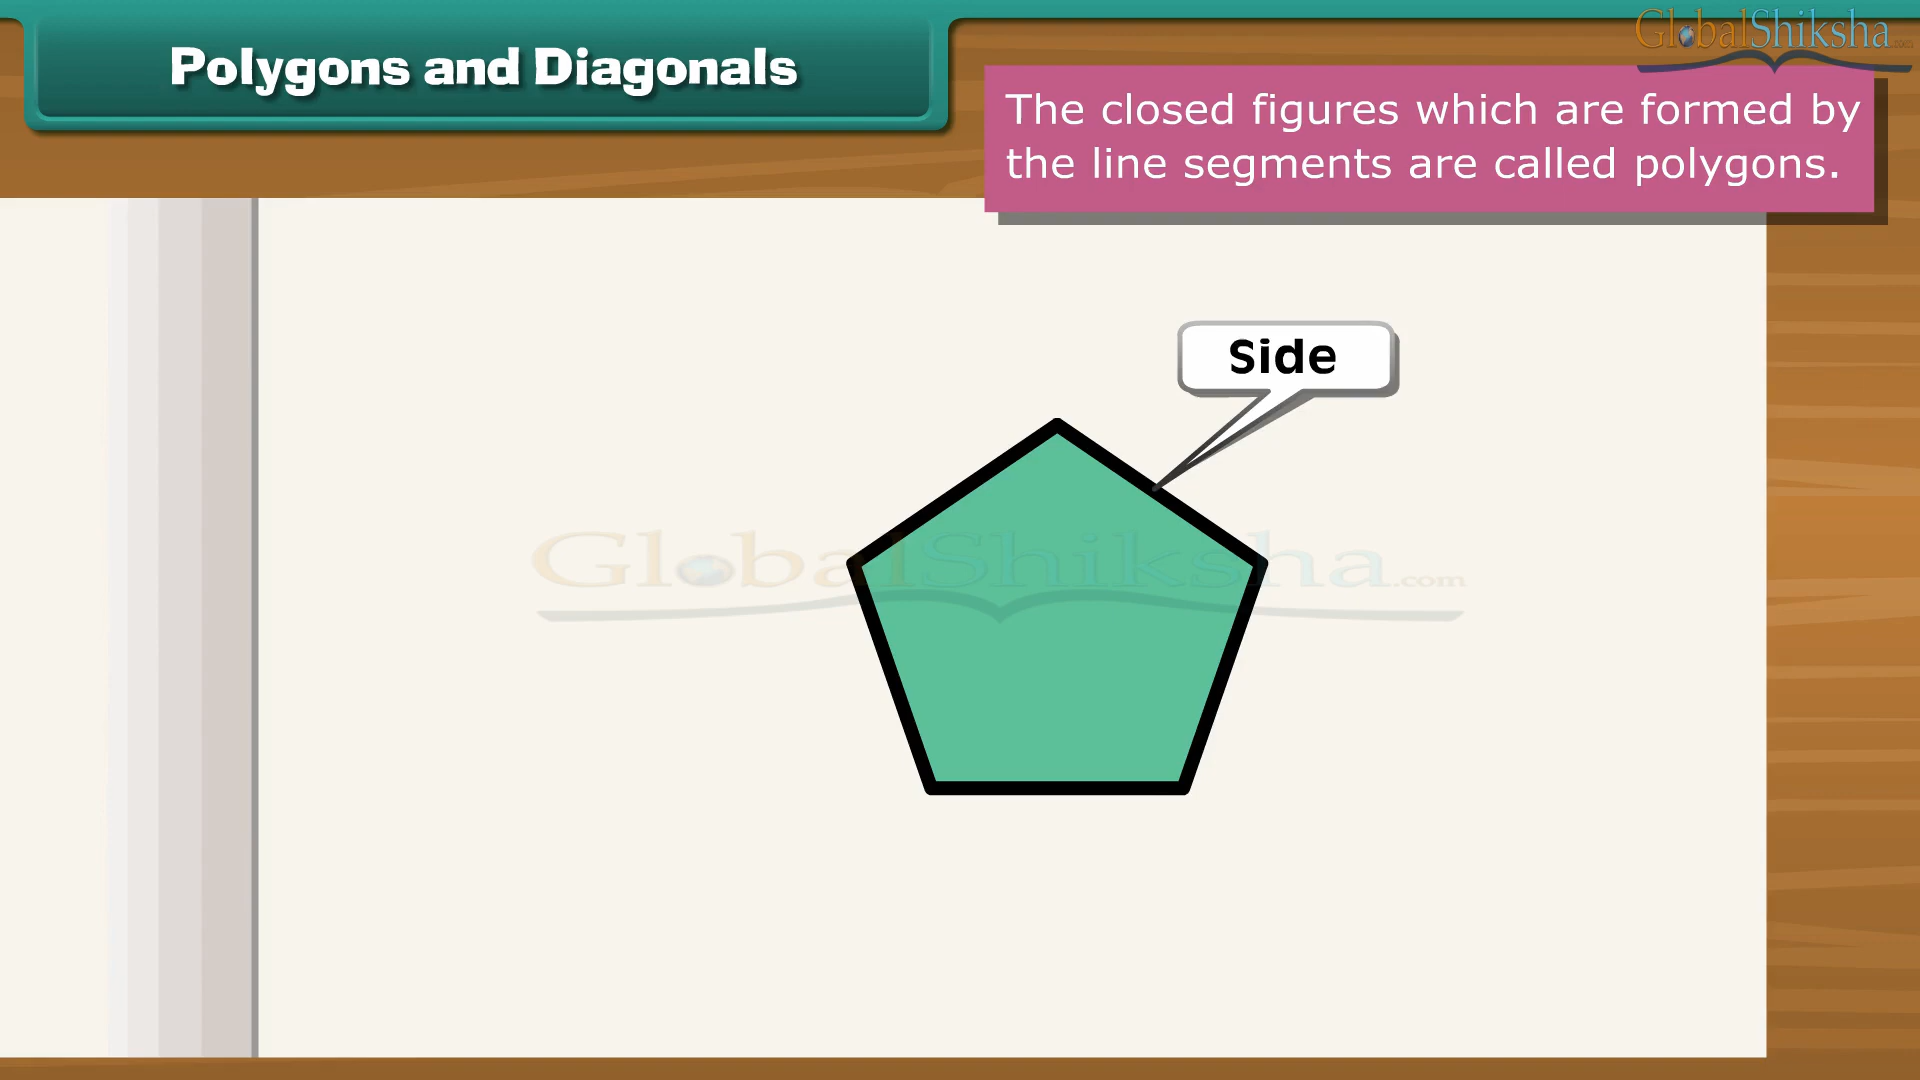 GlobalShiksha.com
Polygons and Diagonals
The closed figures which are formed by
the line segments are called polygons.
Side
GlobalShiksha.com